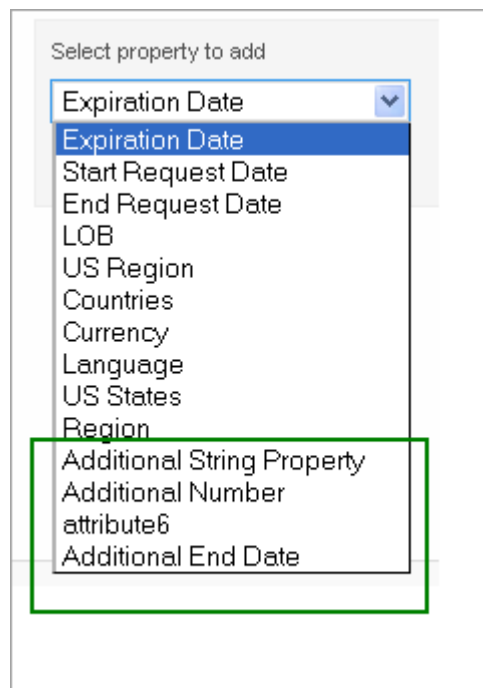 Select property to add
Expiration Date
Expiration Date
Start Request Date
End Request Date
LOB
US Region
Countries
Currency
Language
US States
Region
Additional String Property
Additional Number
attribute6
Additional End Date